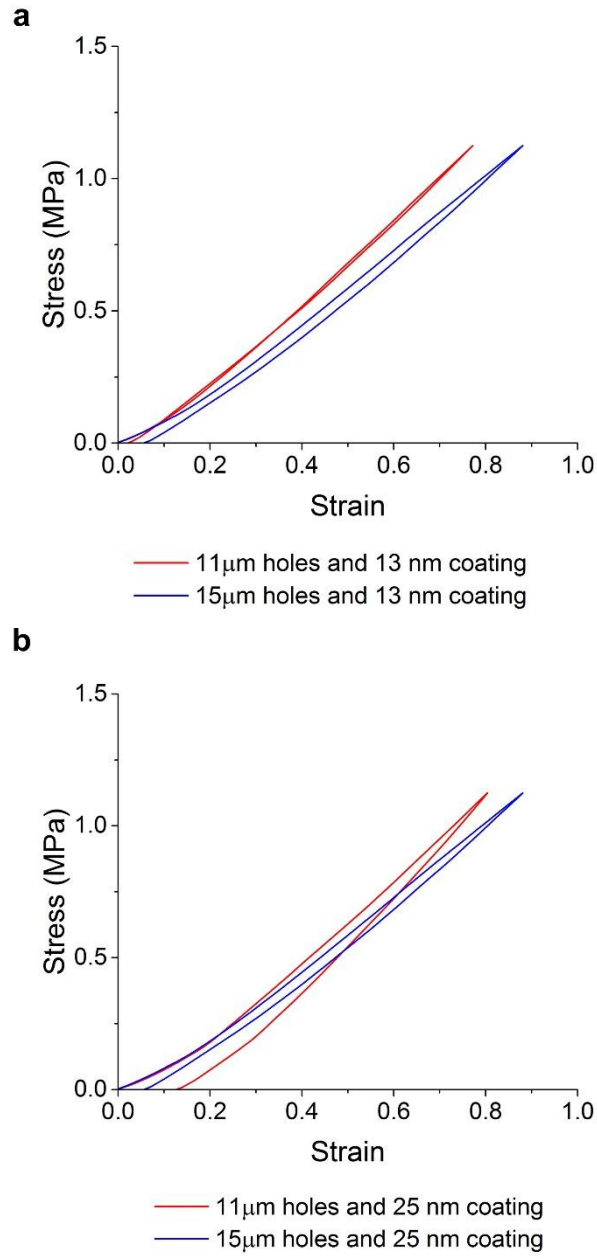 a
1.5
1.0
0.5
0.0
Stress (MPa)
0.0 0.2 0.4 0.6 0.8 1.0
Strain
11μm holes and 13 nm coating
15μm holes and 13 nm coating
b
1.5
1.0
0.5
0.0
Stress (MPa)
0.0 0.2 0.4 0.6 0.8 1.0
Strain
11μm holes and 25 nm coating
15μm holes and 25 nm coating